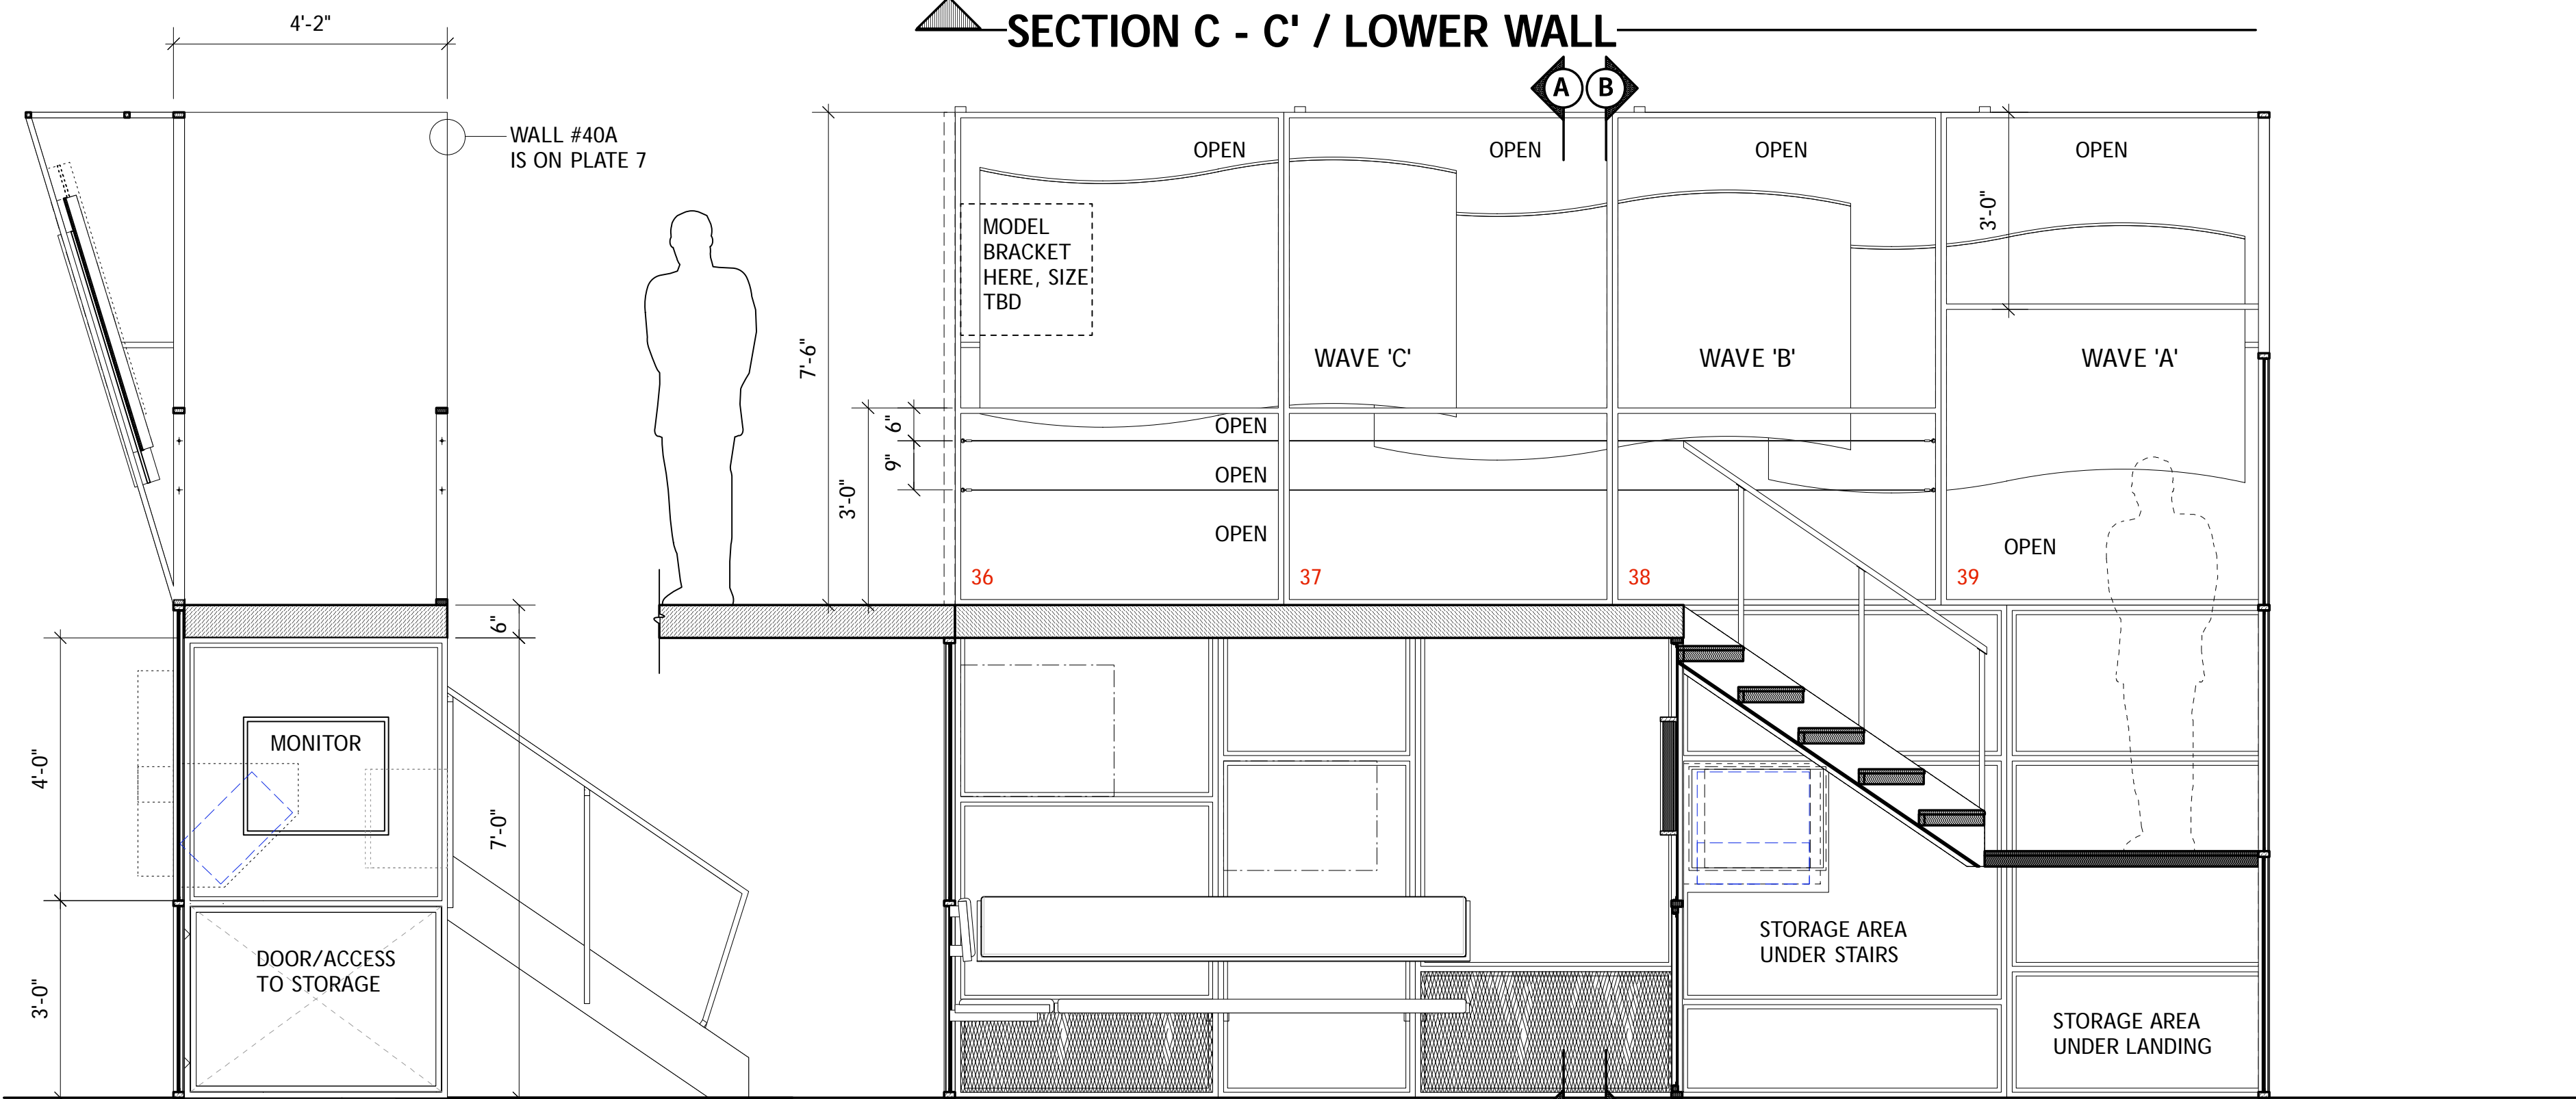 SECTION C - C' / LOWER WALL
4'-2"
A
B
WALL #40A
IS ON PLATE 7
OPEN
OPEN
OPEN
OPEN
3'-0"
MODEL
BRACKET
HERE, SIZE
TBD
7'-6"
WAVE 'C'
WAVE 'B'
WAVE 'A'
6"
OPEN
9"
OPEN
3'-0"
OPEN
OPEN
36
37
38
39
6"
MONITOR
4'-0"
7'-0"
DOOR/ACCESS
TO STORAGE
3'-0"
STORAGE AREA
UNDER STAIRS
STORAGE AREA
UNDER LANDING